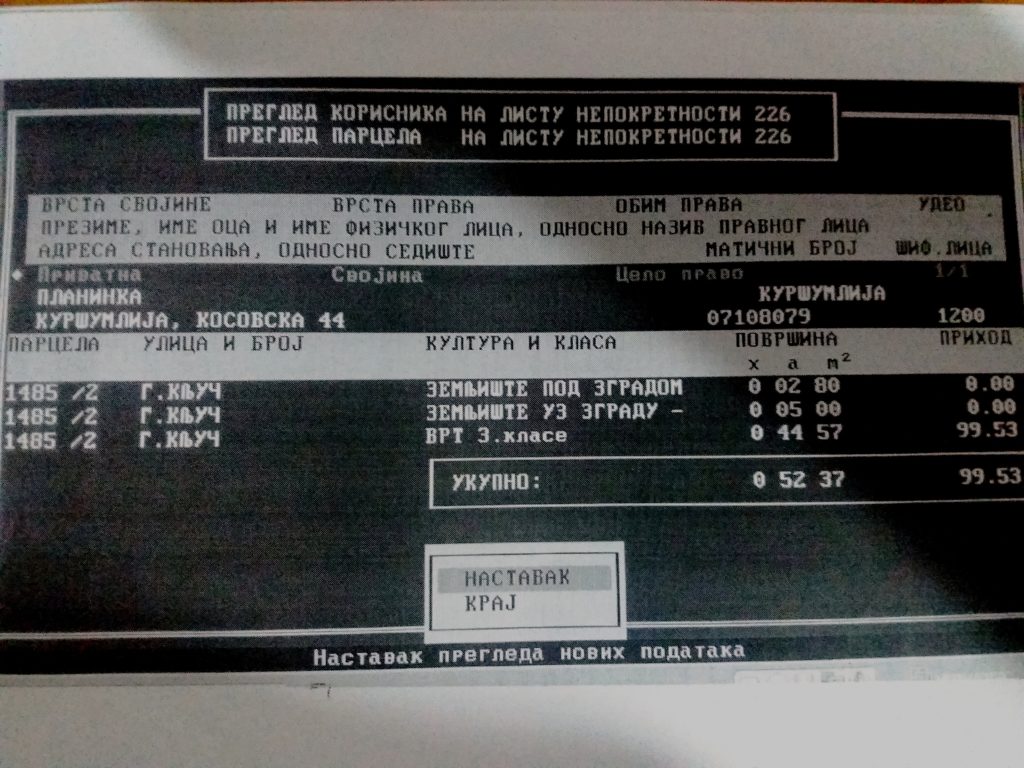 ПРЕГЛЕД КОРИСНИКА НА ЛИСТУ НЕПОКРЕТНОСТИ 226
ПРЕГЛЕД ПАРЦЕЛА НА ЛИСТУ НЕПОКРЕТНОСТИ 226
ВРСТА СВОЈИНЕ ВРСТА ПРАВА ОБИМ ПРАВА УДЕО
ПРЕЗИМЕ, ИМЕ ОЦА И ИМЕ ФИЗИЧКОГ ЛИЦА, ОДНОСНО НАЗИВ ПРАВНОГ ЛИЦА
АДРЕСА СТАНОВАЊА, ОДНОСНО СЕДИШТЕ МАТИЧНИ БРОЈ ШИФ.ЛИЦА
Приватна Својина Цело право 1/1
ПЛАНИНКА КУРШУМЛИЈА
КУРШУМЛИЈА, КОСОВСКА 44 07108079 1200
ПАРЦЕЛА УЛИЦА И БРОЈ КУЛТУРА И КЛАСА ПОВРШИНА ПРИХОД
х а м²
1485 /2 Г.КЉУЧ ЗЕМЉИШТЕ ПОД ЗГРАДОМ 0 02 80 0.00
1485 /2 Г.КЉУЧ ЗЕМЉИШТЕ УЗ ЗГРАДУ - 0 05 00 0.00
1485 /2 Г.КЉУЧ ВРТ 3.класе 0 44 57 99.53
УКУПНО: 0 52 37 99.53
НАСТАВАК
КРАЈ
Наставак прегледа нових података